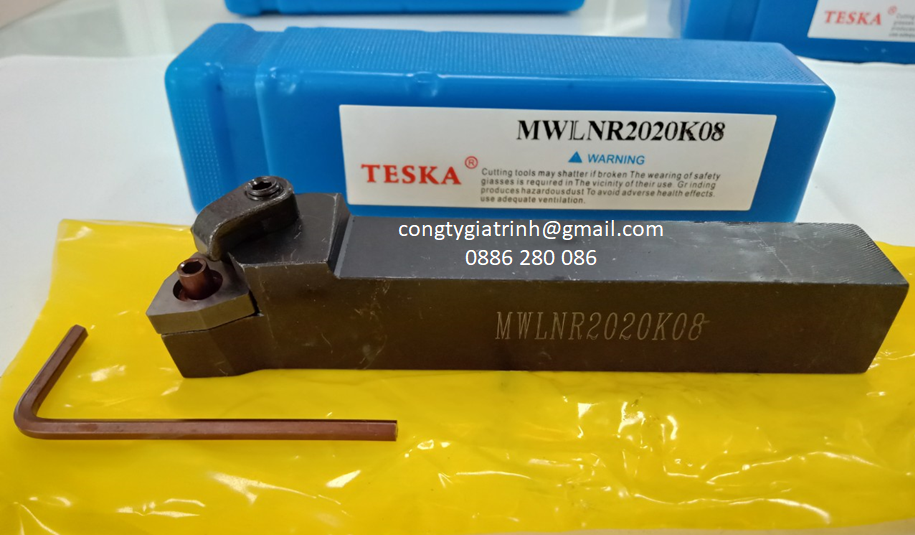 TESKA®
Cutting
MWLNR2020K08
▲ WARNING
TESKA®
Cutting tools may shatter if broken The wearing of safety
glasses is required in The vicinity of their use. Gr inding
produces hazardousdust To avoid adverse health effects.
use adequate ventilation.
congtygiatrinh@gmail.com
0886 280 086
MWLNR2020K08